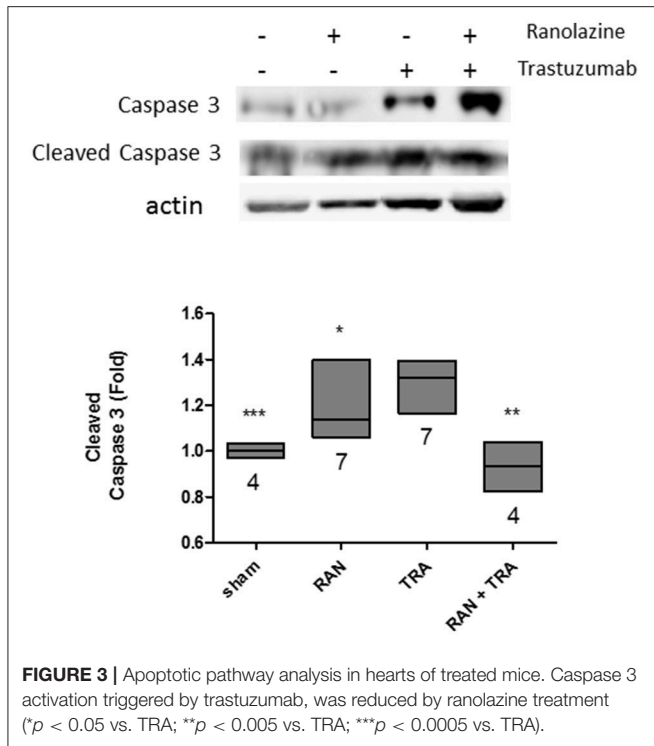 - + - + Ranolazine
- - + + Trastuzumab
Caspase 3
Cleaved Caspase 3
actin
Cleaved
Caspase 3 (Fold)
1.6
1.4
1.2
1.0
0.8
0.6
***
4
*
7
7
**
4
sham
RAN
TRA
RAN + TRA
FIGURE 3 | Apoptotic pathway analysis in hearts of treated mice. Caspase 3
activation triggered by trastuzumab, was reduced by ranolazine treatment
(*p < 0.05 vs. TRA; **p < 0.005 vs. TRA; ***p < 0.0005 vs. TRA).